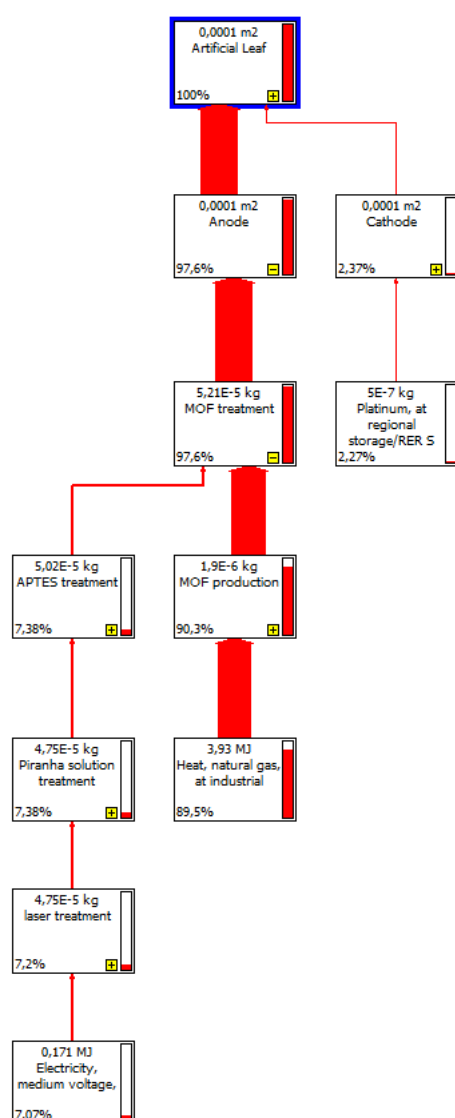 0,0001 m2
Artificial Leaf
100%
0,0001 m2
Anode
97,6%
0,0001 m2
Cathode
2,37%
5,21E-5 kg
MOF treatment
97,6%
5E-7 kg
Platinum, at
regional
storage/RER S
2,27%
5,02E-5 kg
APTES treatment
7,38%
1,9E-6 kg
MOF production
90,3%
4,75E-5 kg
Piranha solution
treatment
7,38%
3,93 MJ
Heat, natural gas,
at industrial
89,5%
4,75E-5 kg
laser treatment
7,2%
0,171 MJ
Electricity,
medium voltage,
7,07%